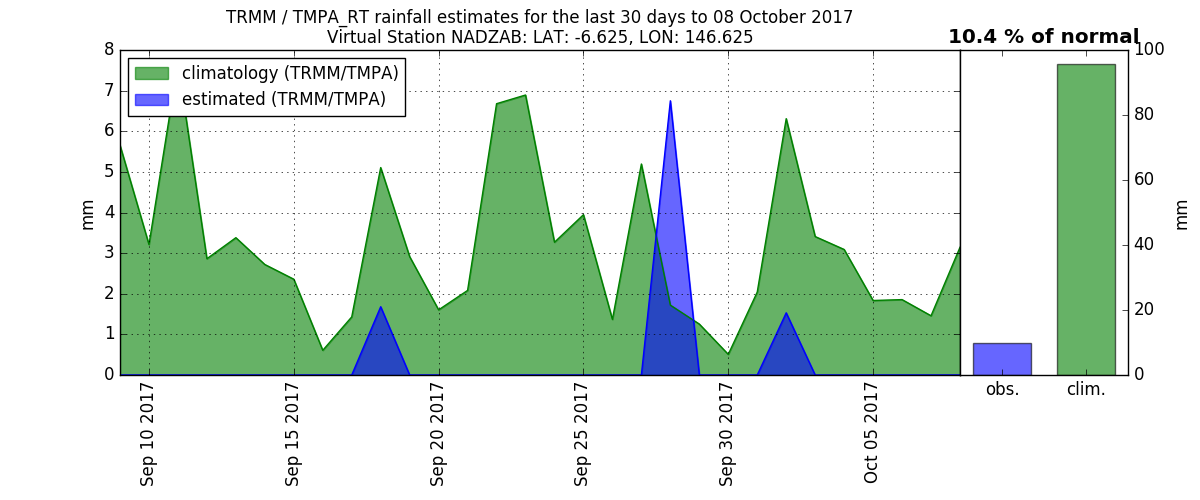 TRMM / TMPA_RT rainfall estimates for the last 30 days to 08 October 2017
Virtual Station NADZAB: LAT: -6.625, LON: 146.625
10.4 % of normal
climatology (TRMM/TMPA)
estimated (TRMM/TMPA)
8
7
6
5
4
3
2
1
0
mm
Sep 10 2017
Sep 15 2017
Sep 20 2017
Sep 25 2017
Sep 30 2017
Oct 05 2017
obs.
clim.
100
80
60
40
20
0
mm